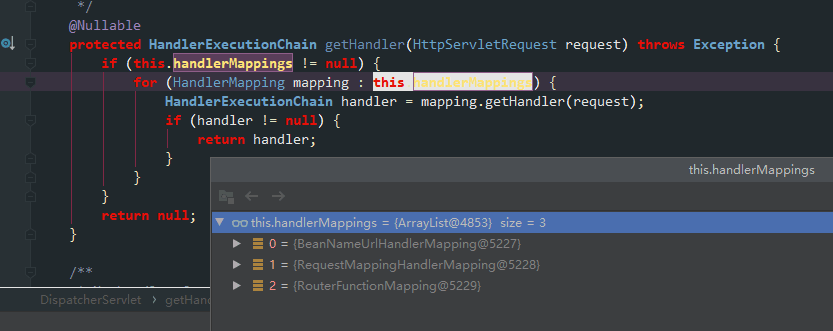 */
@Nullable
protected HandlerExecutionChain getHandler(HttpServletRequest request) throws Exception {
if (this.handlerMappings != null) {
for (HandlerMapping mapping : this handlerMappings) {
HandlerExecutionChain handler = mapping.getHandler(request);
if (handler != null) {
return handler;
}
}
}
return null;
}
/**
DispatcherServlet › getHand
this.handlerMappings
this.handlerMappings = {ArrayList@4853} size = 3
0 = {BeanNameUrlHandlerMapping@5227}
1 = {RequestMappingHandlerMapping@5228}
2 = {RouterFunctionMapping@5229}